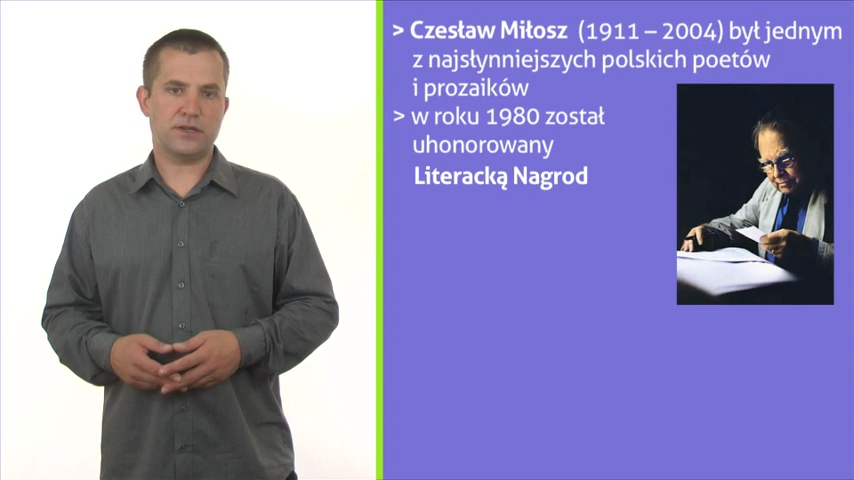 > Czesław Miłosz (1911 – 2004) był jednym
z najsłynniejszych polskich poetów
i prozaików
> w roku 1980 został
uhonorowany
Literacką Nagrod